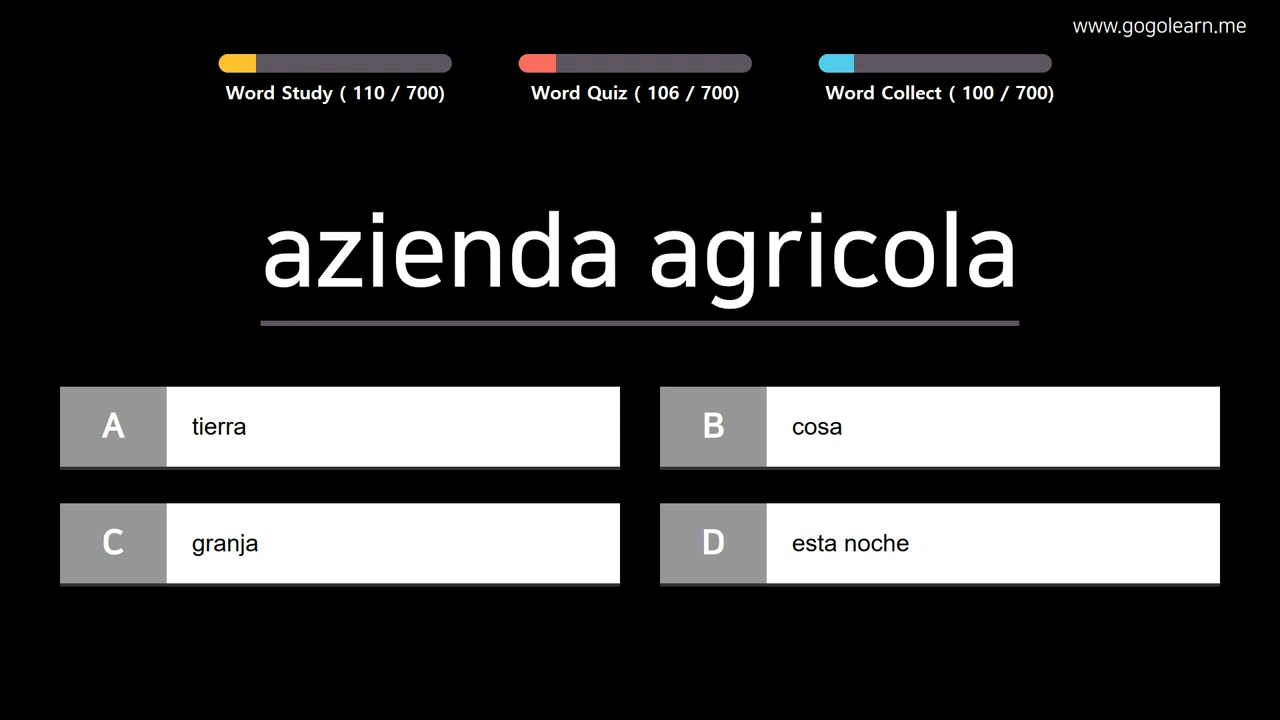 www.gogolearn.me
Word Study ( 110 / 700)
Word Quiz ( 106 / 700)
Word Collect ( 100 / 700)
azienda agricola
A tierra
B cosa
C granja
D esta noche